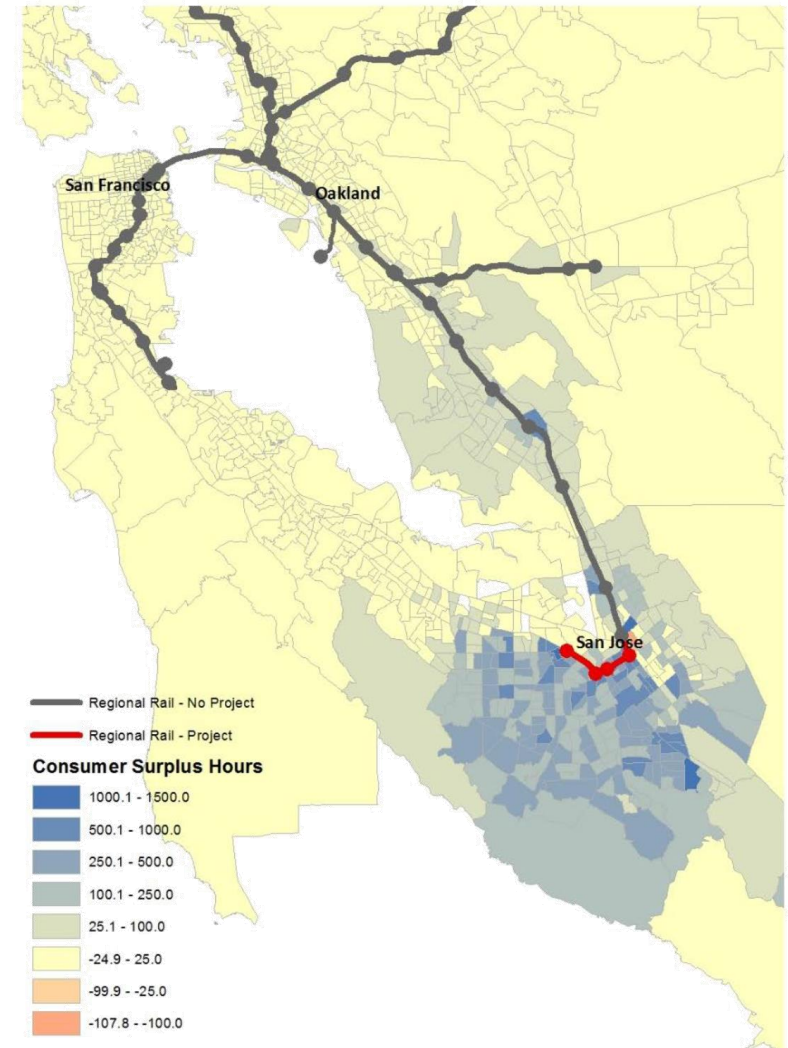 San Francisco
Oakland
San Jose
Regional Rail - No Project
Regional Rail - Project
Consumer Surplus Hours
1000.1 - 1500.0
500.1 - 1000.0
250.1 - 500.0
100.1 - 250.0
25.1 - 100.0
-24.9 - 25.0
-99.9 - -25.0
-107.8 - -100.0